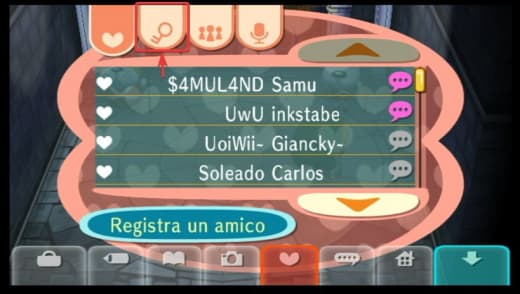 $4MUL4ND Samu
UwU inkstabe
UoiWii~ Giancky~
Soleado Carlos
Registra un amico